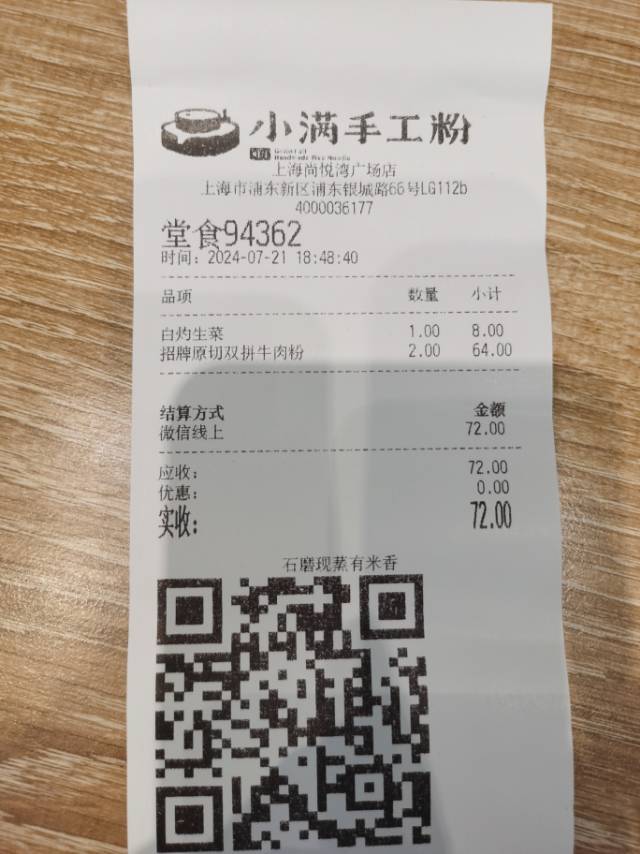 小满手工粉
上海尚悦湾广场店
上海市浦东新区浦东银城路66号LG112b
4000036177
堂食94362
时间：2024-07-21 18:48:40
品项 数量 小计
白灼生菜 1.00 8.00
招牌原切双拼牛肉粉 2.00 64.00
结算方式 金额
微信线上 72.00
应收： 72.00
优惠： 0.00
实收： 72.00
石磨现蒸有米香